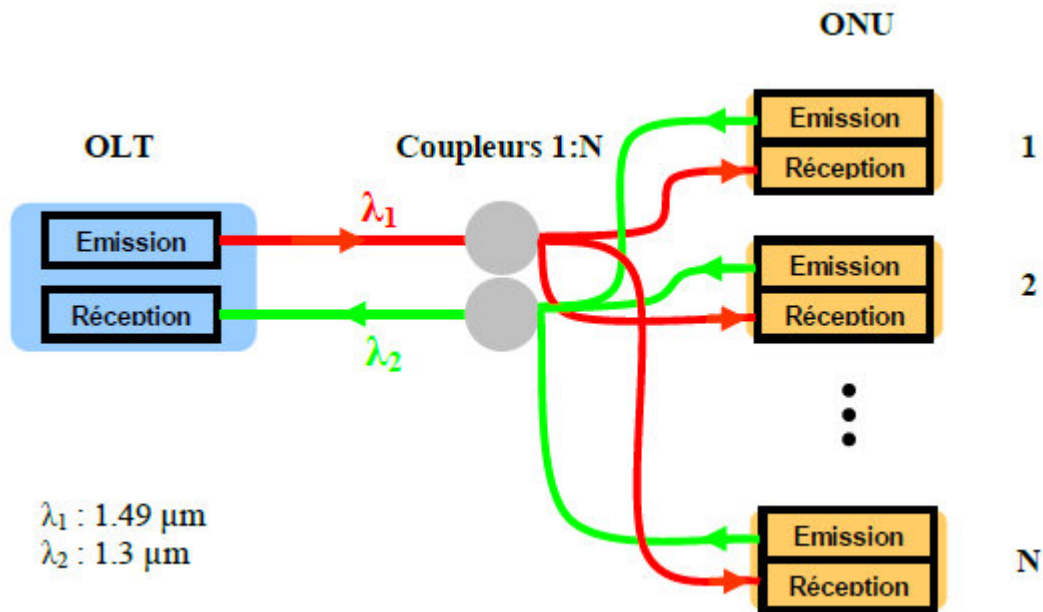 ONU
OLT
Coupleurs 1:N
Emission
Réception
1
λ1
Emission
Réception
λ2
Emission
Réception
2
Emission
Réception
N
λ1 : 1.49 µm
λ2 : 1.3 µm